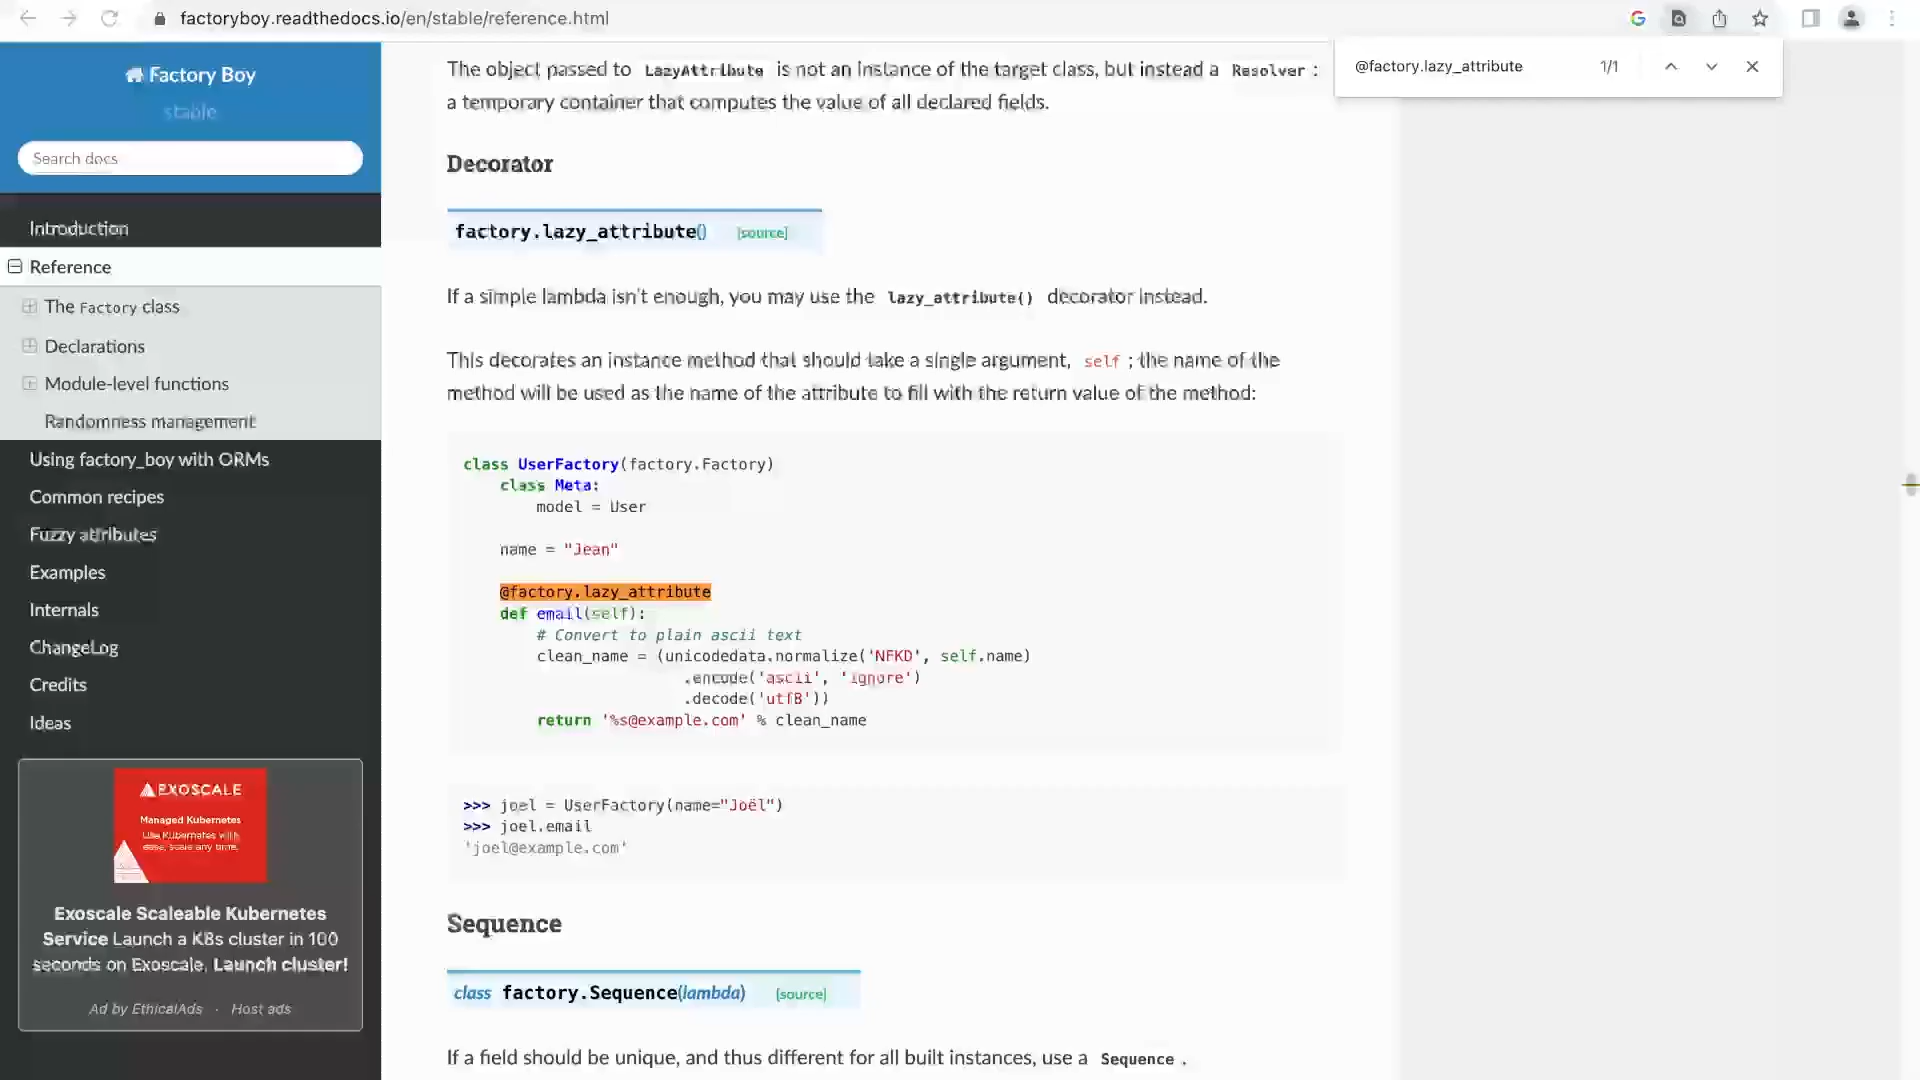 factoryboy.readthedocs.io/en/stable/reference.html
@factory.lazy_attribute 1/1
Factory Boy
stable
Search docs
Introduction
Reference
The Factory class
Declarations
Module-level functions
Randomness management
Using factory_boy with ORMs
Common recipes
Fuzzy attributes
Examples
Internals
ChangeLog
Credits
Ideas
EXOSCALE
Managed Kubernetes
Use Kubernetes with
ease, scale any time.
Exoscale Scaleable Kubernetes
Service Launch a K8s cluster in 100
seconds on Exoscale. Launch cluster!
Ad by EthicalAds · Host ads
The object passed to LazyAttribute is not an instance of the target class, but instead a Resolver :
a temporary container that computes the value of all declared fields.
Decorator
factory.lazy_attribute() [source]
If a simple lambda isn't enough, you may use the lazy_attribute() decorator instead.
This decorates an instance method that should take a single argument, self ; the name of the
method will be used as the name of the attribute to fill with the return value of the method:
class UserFactory(factory.Factory)
class Meta:
model = User
name = "Jean"
@factory.lazy_attribute
def email(self):
# Convert to plain ascii text
clean_name = (unicodedata.normalize('NFKD', self.name)
.encode('ascii', 'ignore')
.decode('utf8'))
return '%s@example.com' % clean_name
>>> joel = UserFactory(name="Joël")
>>> joel.email
'joel@example.com'
Sequence
class factory.Sequence(lambda) [source]
If a field should be unique, and thus different for all built instances, use a Sequence .